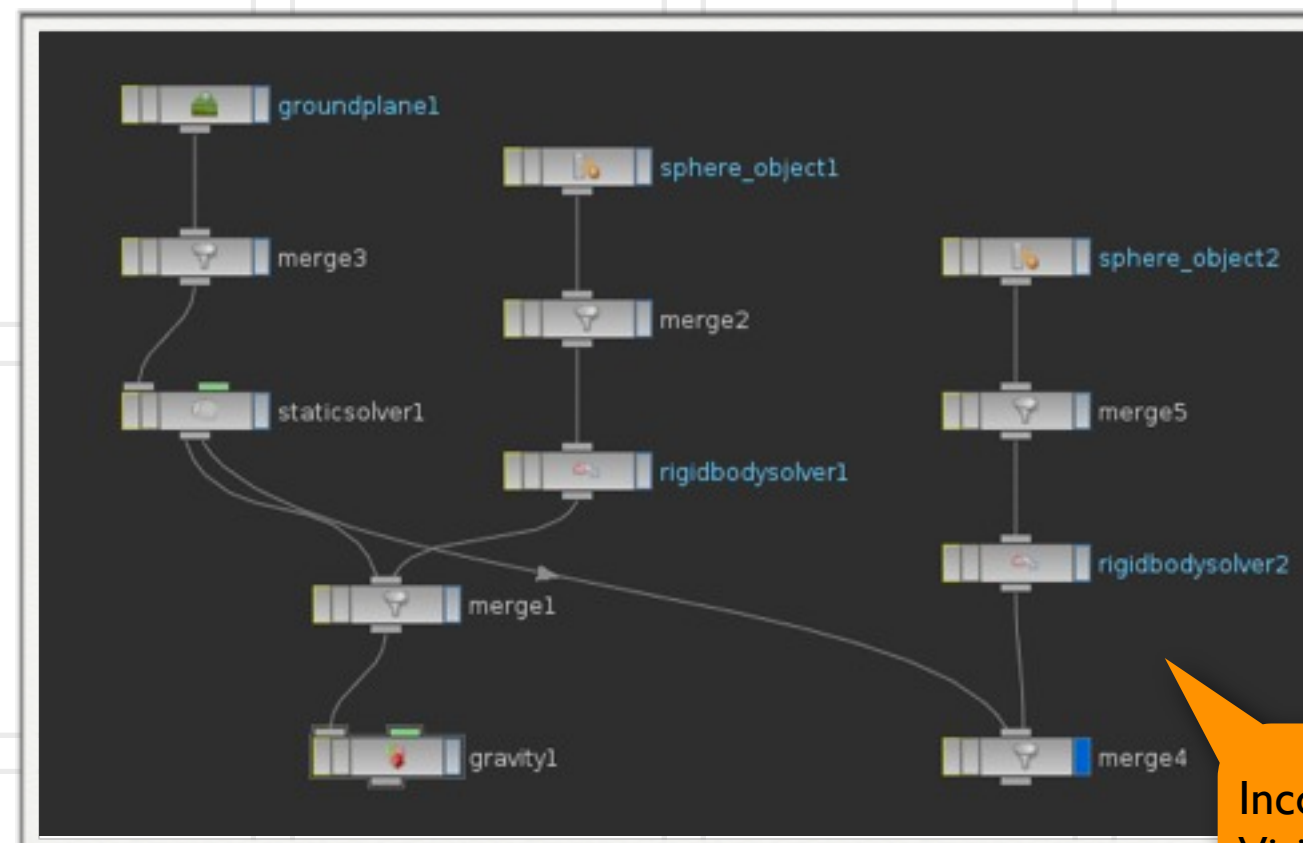 groundplane1
sphere_object1
merge3
sphere_object2
merge2
staticsolver1
merge5
rigidbodysolver1
rigidbodysolver2
merge1
gravity1
merge4